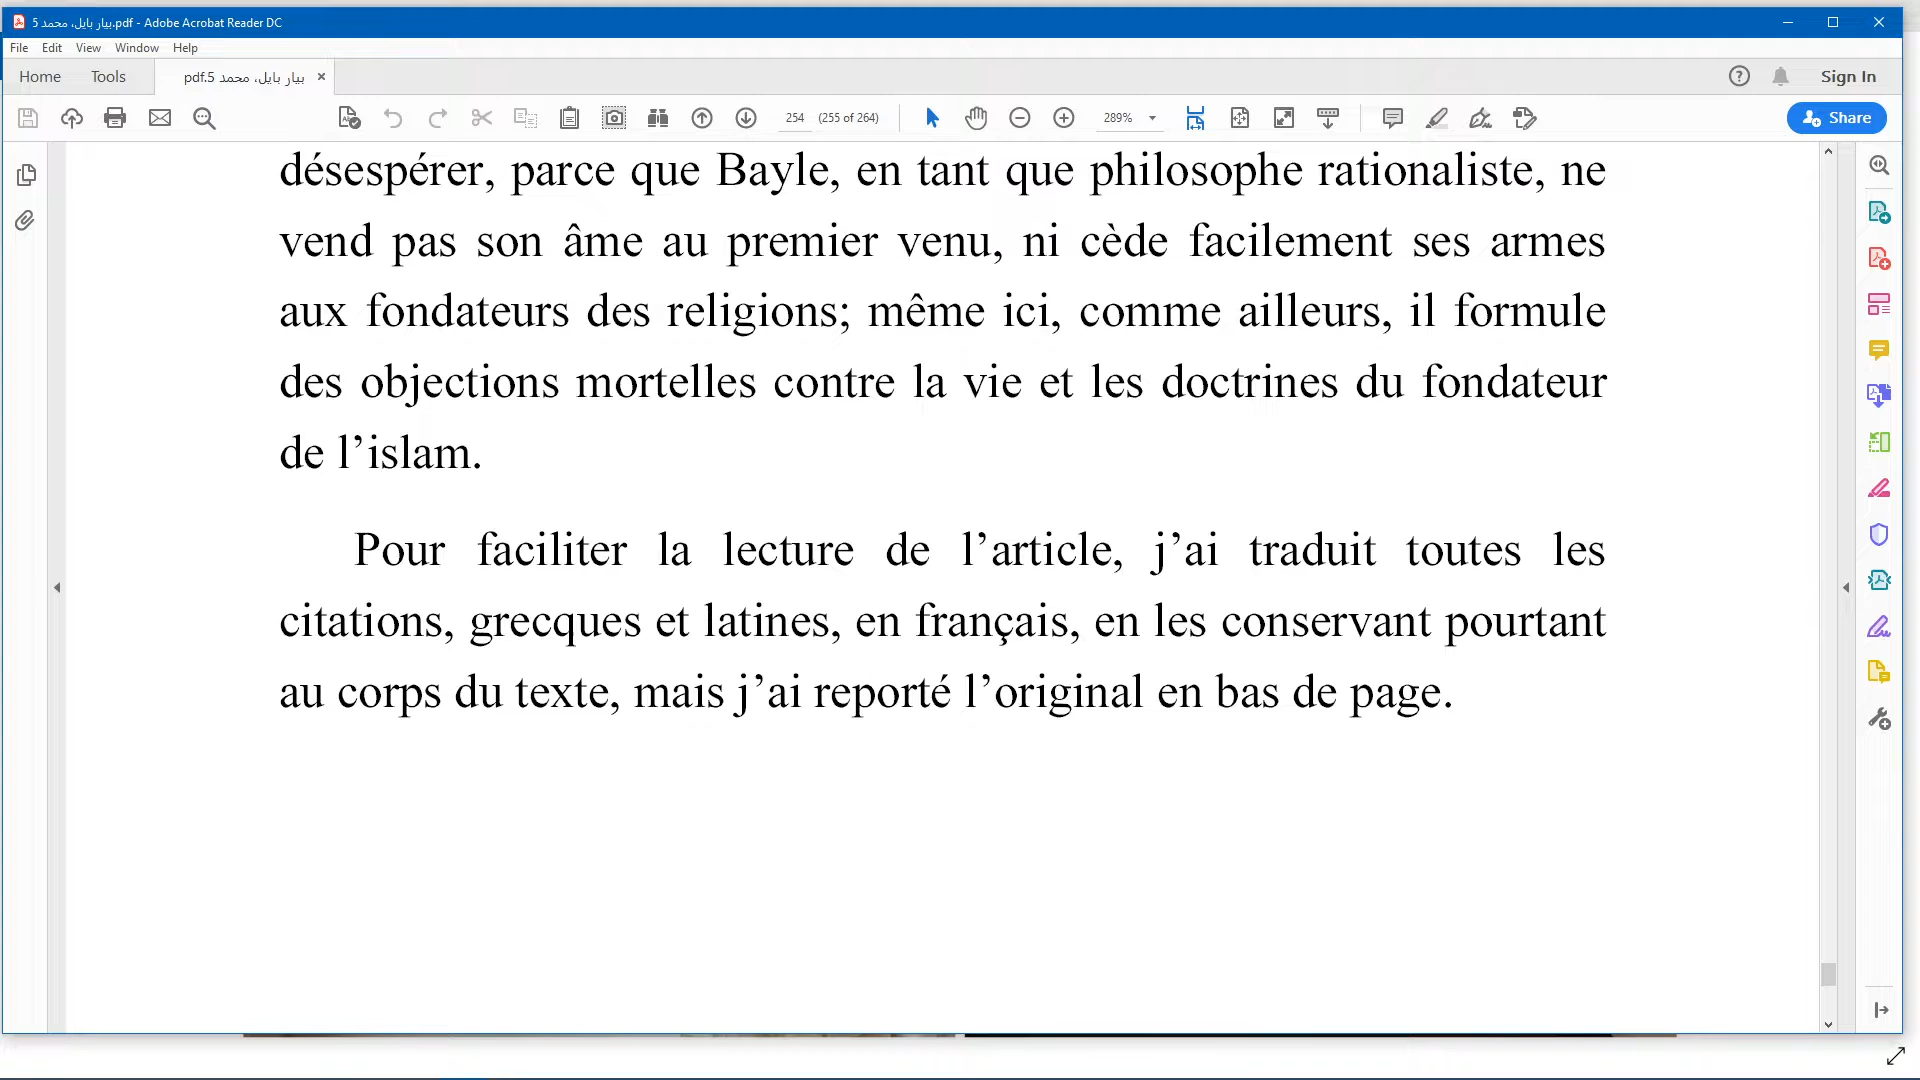 بيار بايل، محمد 5.pdf - Adobe Acrobat Reader DC
File Edit View Window Help
Home Tools بيار بايل، محمد 5.pdf Sign In
254 (255 of 264) 289% Share
désespérer, parce que Bayle, en tant que philosophe rationaliste, ne
vend pas son âme au premier venu, ni cède facilement ses armes
aux fondateurs des religions; même ici, comme ailleurs, il formule
des objections mortelles contre la vie et les doctrines du fondateur
de l’islam.
Pour faciliter la lecture de l’article, j’ai traduit toutes les
citations, grecques et latines, en français, en les conservant pourtant
au corps du texte, mais j’ai reporté l’original en bas de page.